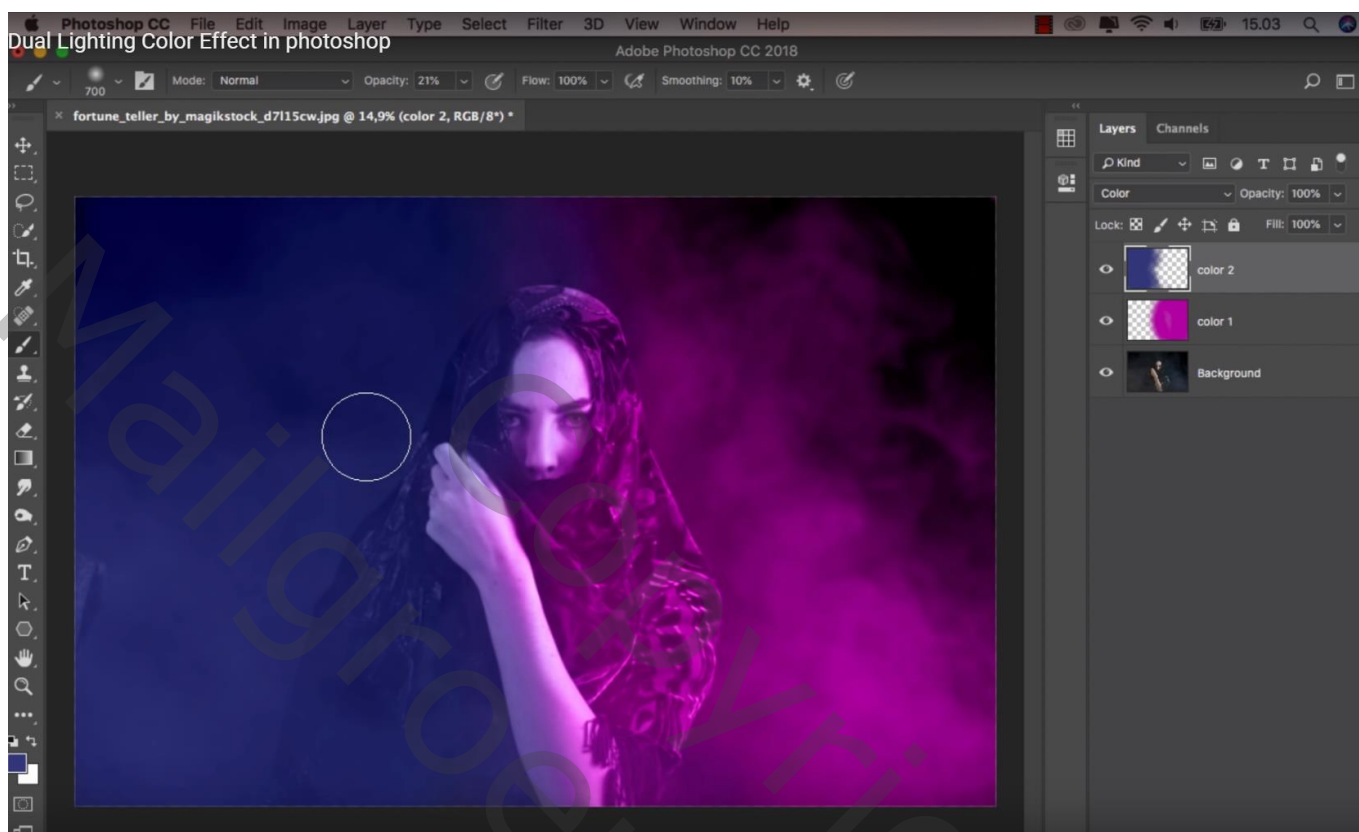 Photoshop CC File Edit Image Layer Type Select Filter 3D View Window Help 15.03
Dual Lighting Color Effect in photoshop
Adobe Photoshop CC 2018
700 Mode: Normal Opacity: 21% Flow: 100% Smoothing: 10%
× fortune_teller_by_magikstock_d7l15cw.jpg @ 14,9% (color 2, RGB/8*) *
Layers Channels
Kind
Color Opacity: 100%
Lock: Fill: 100%
color 2
color 1
Background
Mailgroe
Copyri